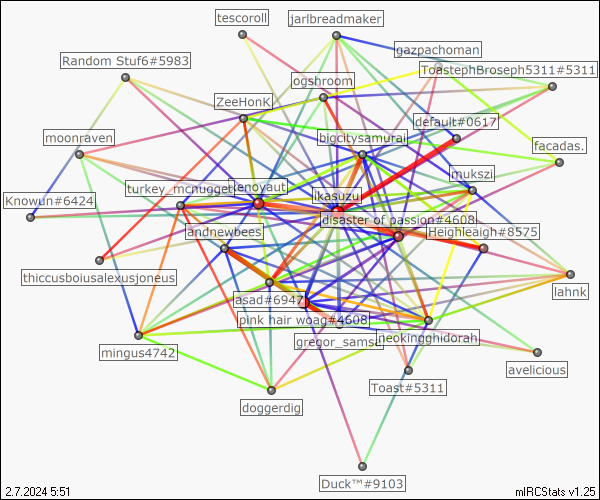 tescoroll
jarlbreadmaker
gazpachoman
Random Stuf6#5983
ToastephBroseph5311#5311
ogshroom
ZeeHonK
default#0617
moonraven
bigcitysamurai
facadas.
mukszi
turkey_mcnugget
enoyaut
ikasuzu
Knowun#6424
disaster of passion#4608
andnewbees
Heighleaigh#8575
thiccusboiusalexusjoneus
lahnk
asad#6947
pink hair woag#4608
neokingghidorah
mingus4742
gregor_samsa
avelicious
Toast#5311
doggerdig
Duck™#9103
2.7.2024 5:51
mIRCStats v1.25